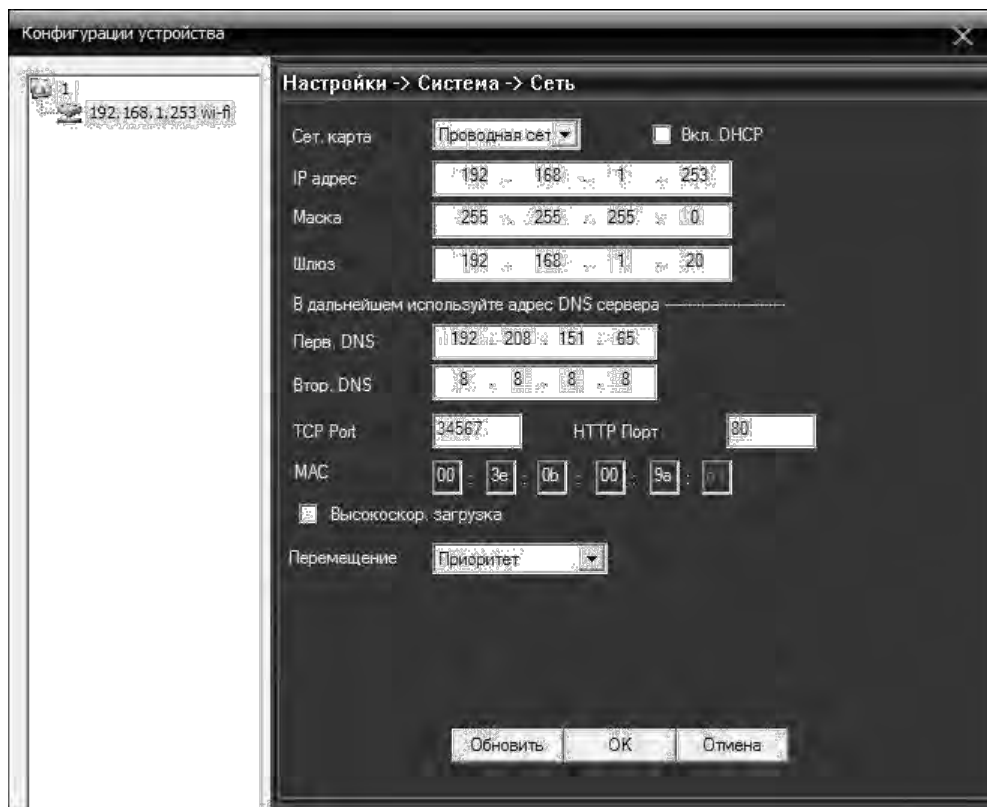 Конфигурации устройства
1
192.168.1.253 wi-fi
Настройки -> Система -> Сеть
Сет. карта Проводная сет Вкл. DHCP
IP адрес 192 . 168 . 1 . 253
Маска 255 . 255 . 255 . 0
Шлюз 192 . 168 . 1 . 20
В дальнейшем используйте адрес DNS сервера
Перв. DNS 192 . 208 . 151 . 65
Втор. DNS 8 . 8 . 8 . 8
TCP Port 34567 HTTP Порт 80
MAC 00 : 3e : 0b : 00 : 9a :
Высокоскор. загрузка
Перемещение Приоритет
Обновить OK Отмена